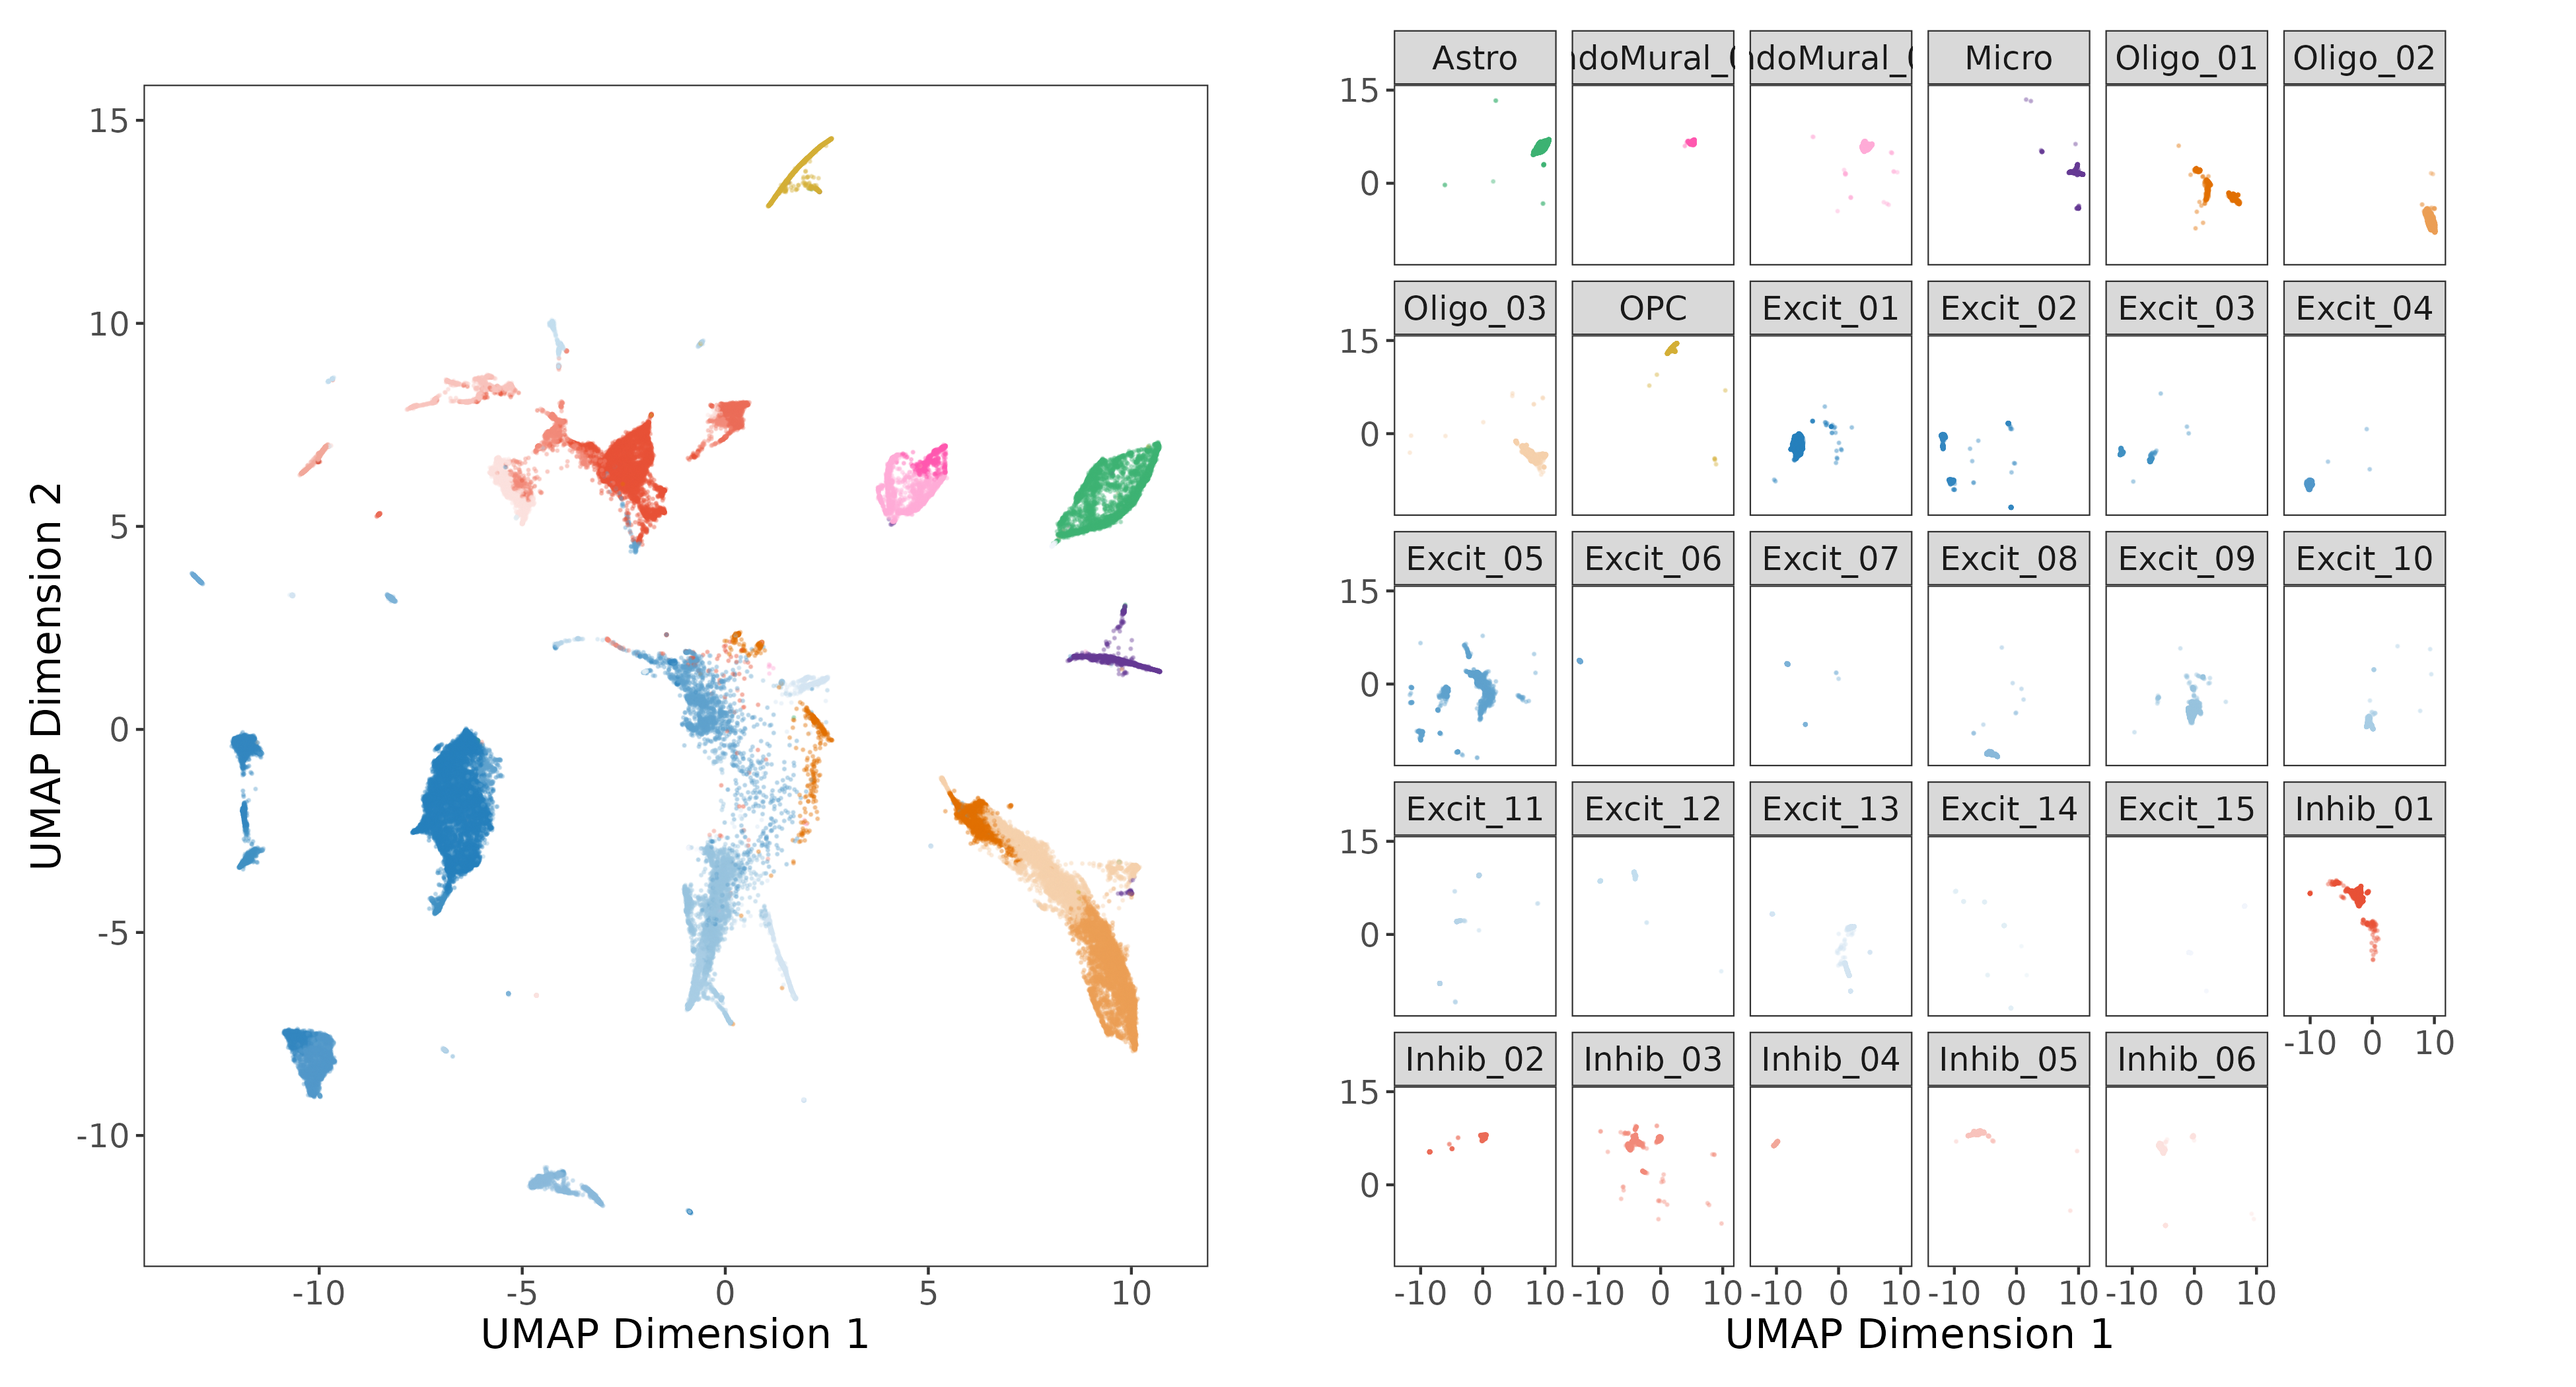 UMAP Dimension 2
15
10
5
0
-5
-10
-10 -5 0 5 10
UMAP Dimension 1
Astro ndoMural_ ndoMural_ Micro Oligo_01 Oligo_02
15
0
Oligo_03 OPC Excit_01 Excit_02 Excit_03 Excit_04
15
0
Excit_05 Excit_06 Excit_07 Excit_08 Excit_09 Excit_10
15
0
Excit_11 Excit_12 Excit_13 Excit_14 Excit_15 Inhib_01
15
0
-10 0 10
Inhib_02 Inhib_03 Inhib_04 Inhib_05 Inhib_06
15
0
-10 0 10 -10 0 10 -10 0 10 -10 0 10 -10 0 10
UMAP Dimension 1